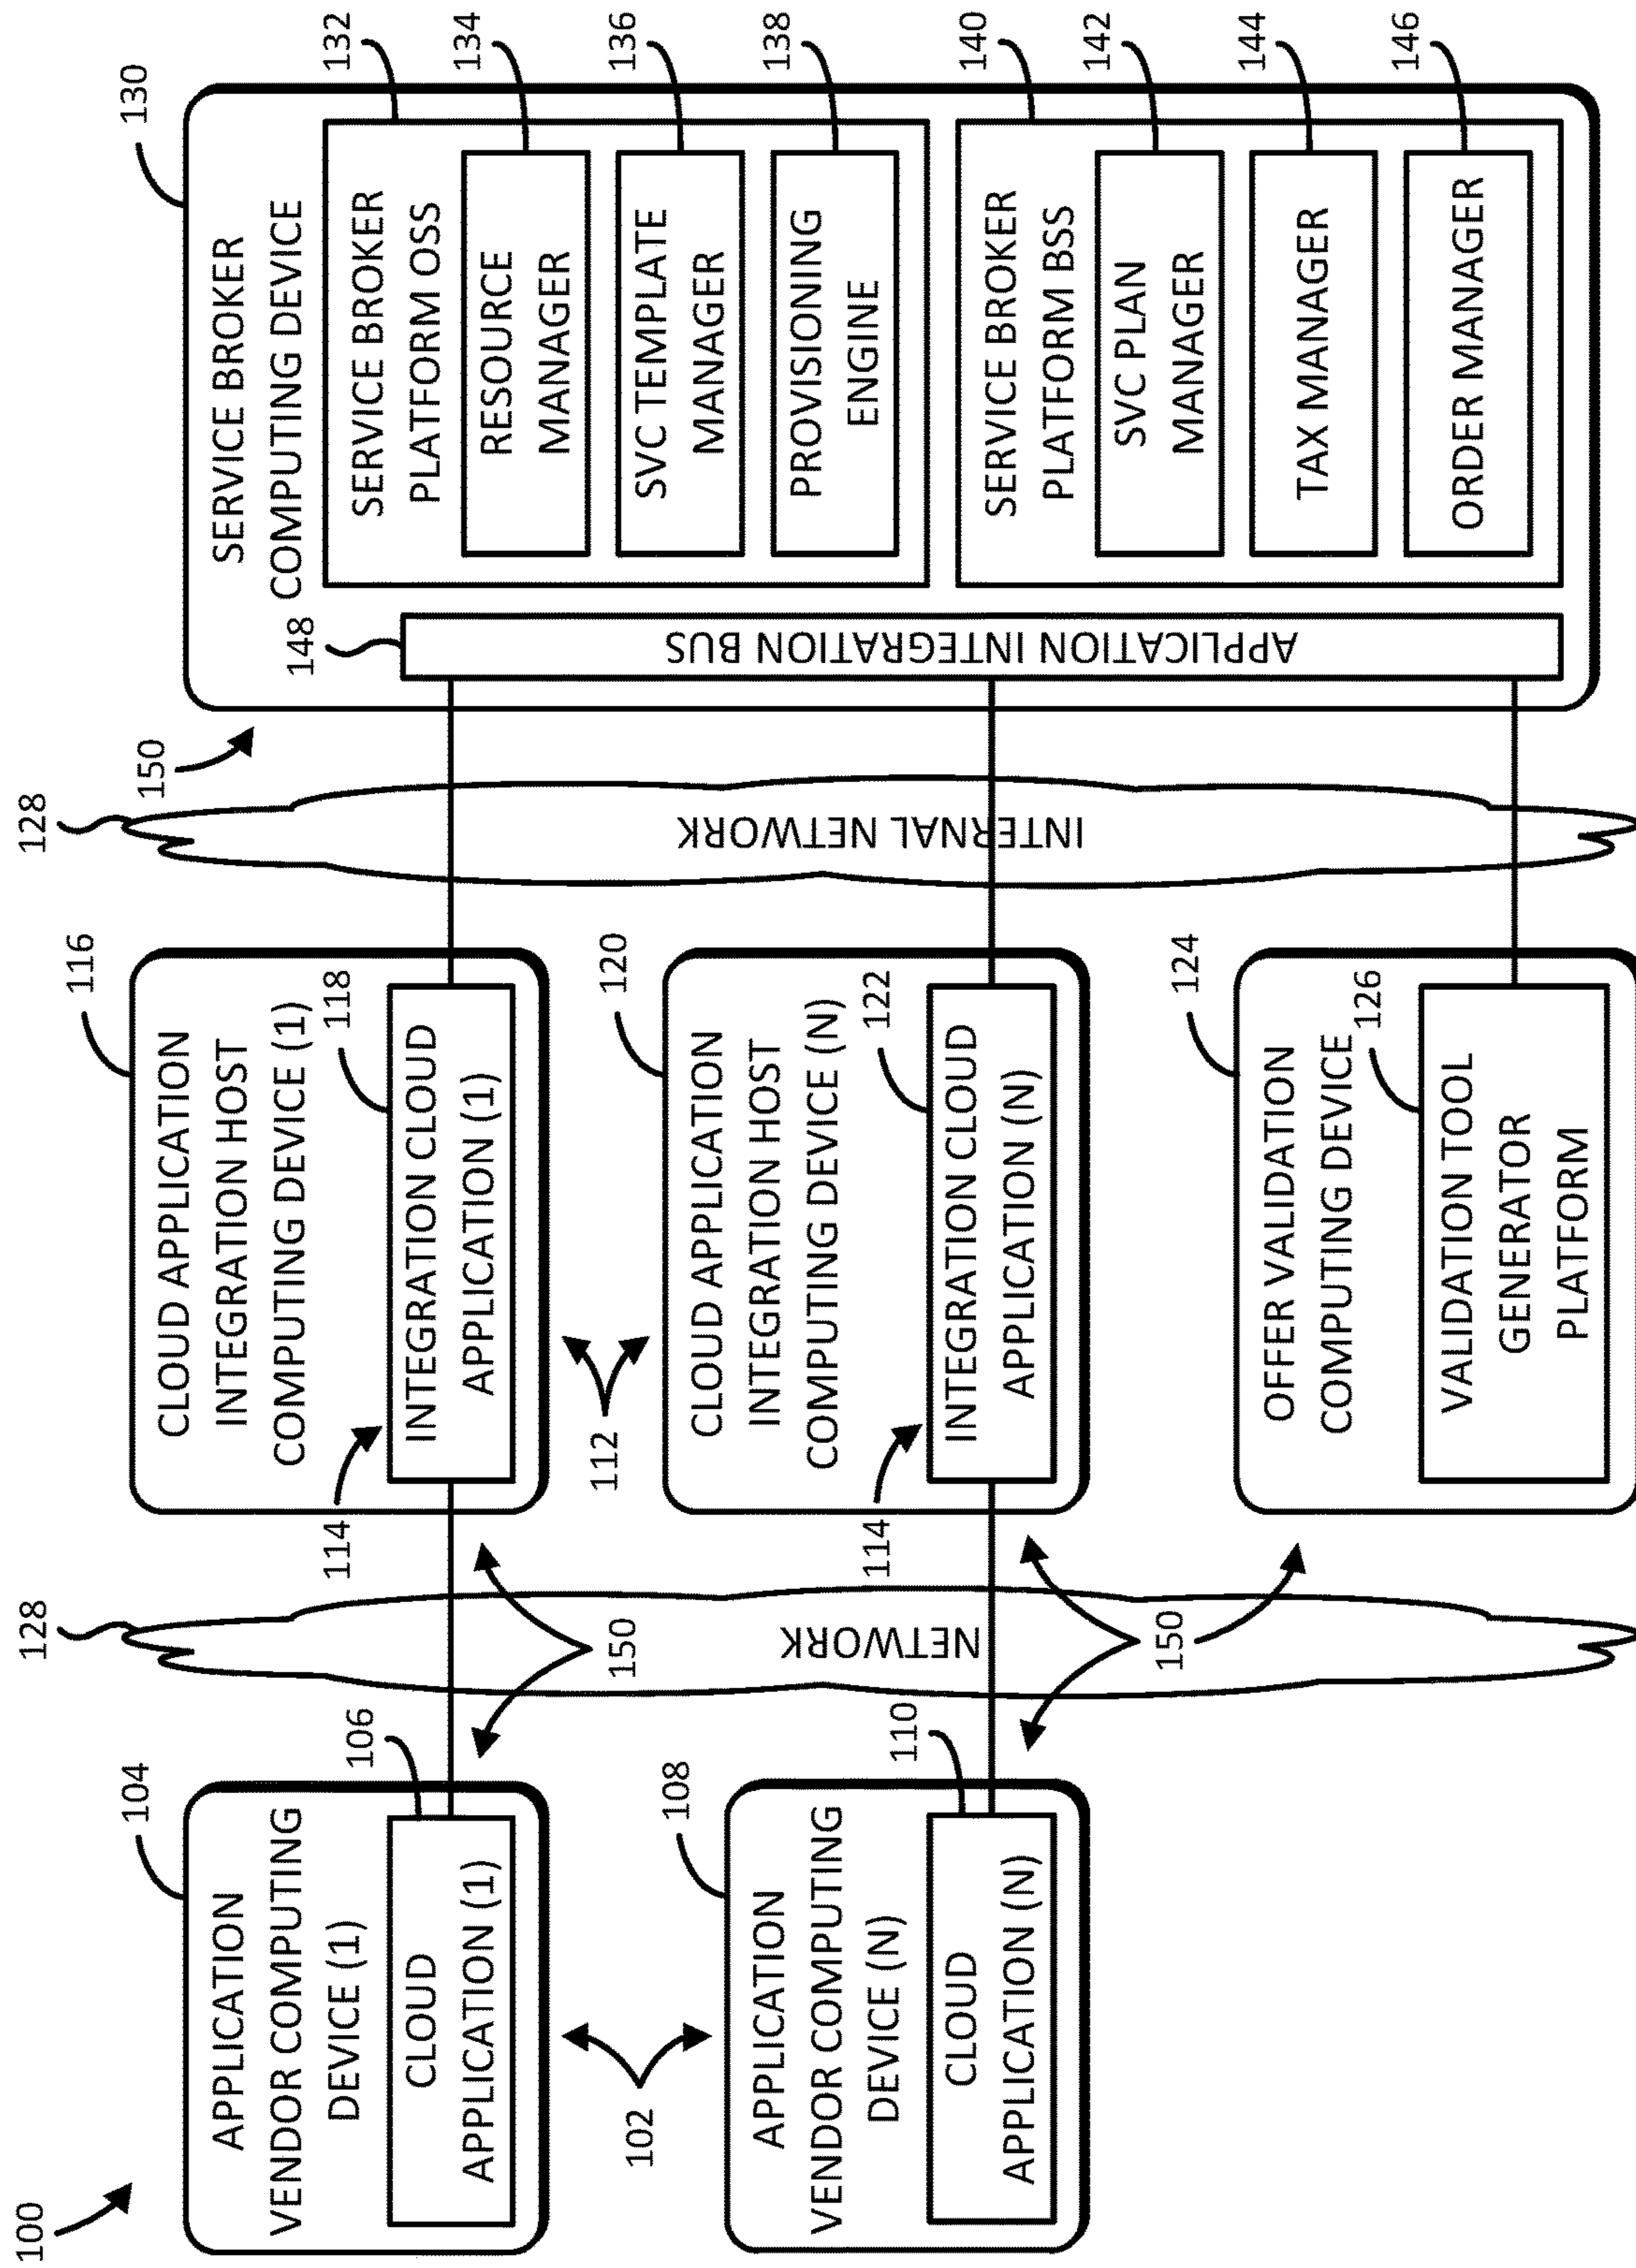 100
102
104
APPLICATION
VENDOR COMPUTING
DEVICE (1)
106
CLOUD
APPLICATION (1)
108
APPLICATION
VENDOR COMPUTING
DEVICE (N)
110
CLOUD
APPLICATION (N)
128
NETWORK
150
150
112
116
CLOUD APPLICATION
INTEGRATION HOST
COMPUTING DEVICE (1)
114
118
INTEGRATION CLOUD
APPLICATION (1)
120
CLOUD APPLICATION
INTEGRATION HOST
COMPUTING DEVICE (N)
114
122
INTEGRATION CLOUD
APPLICATION (N)
124
OFFER VALIDATION
COMPUTING DEVICE
126
VALIDATION TOOL
GENERATOR
PLATFORM
128
INTERNAL NETWORK
150
130
SERVICE BROKER
COMPUTING DEVICE
148
APPLICATION INTEGRATION BUS
132
SERVICE BROKER
PLATFORM OSS
134
RESOURCE
MANAGER
136
SVC TEMPLATE
MANAGER
138
PROVISIONING
ENGINE
140
SERVICE BROKER
PLATFORM BSS
142
SVC PLAN
MANAGER
144
TAX MANAGER
146
ORDER MANAGER